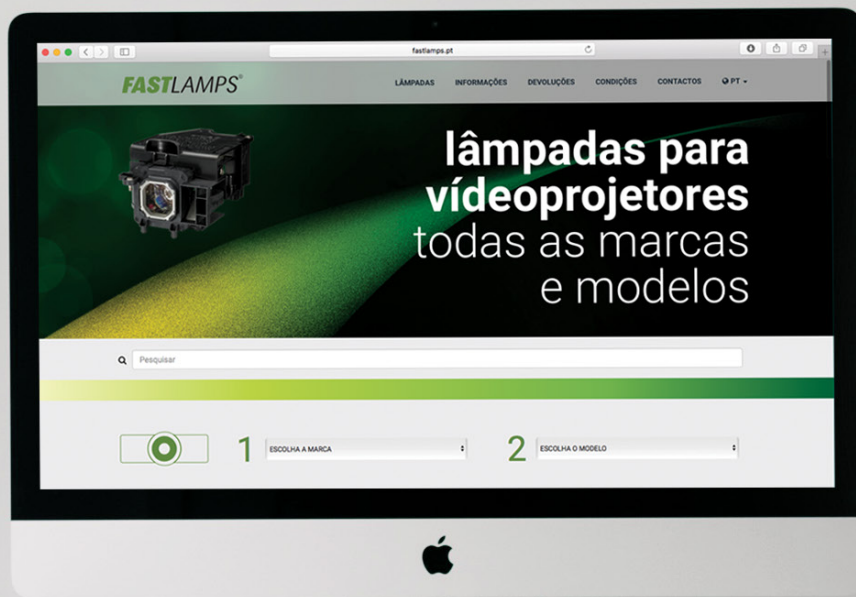 fastlamps.pt
FASTLAMPS®
LÂMPADAS INFORMAÇÕES DEVOLUÇÕES CONDIÇÕES CONTACTOS PT
lâmpadas para
vídeoprojetores
todas as marcas
e modelos
Pesquisar
1 ESCOLHA A MARCA 2 ESCOLHA O MODELO